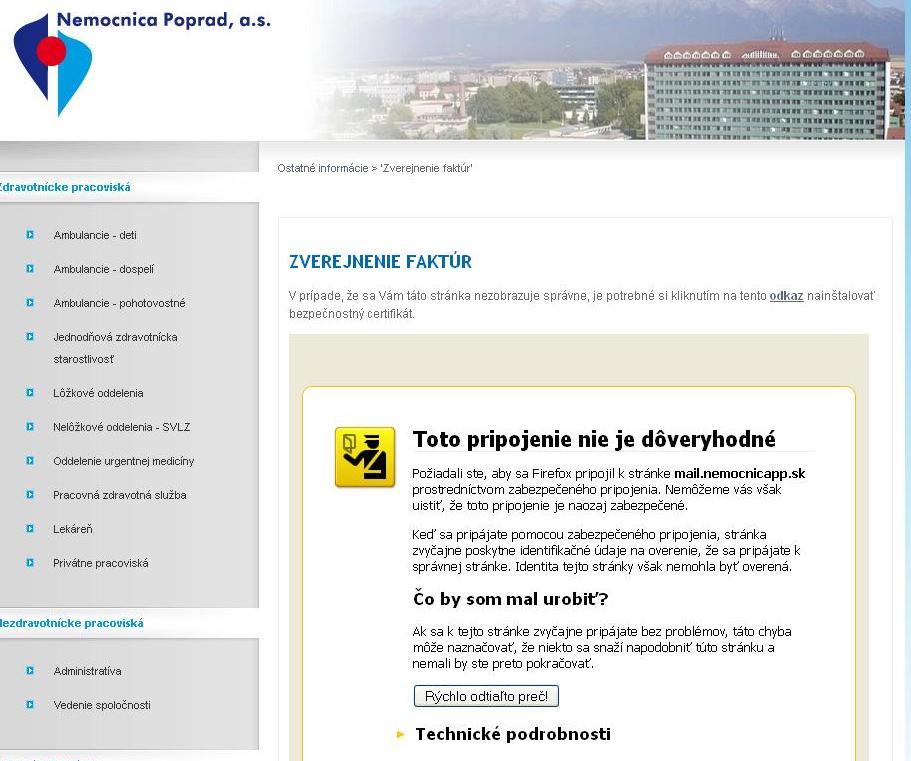 Nemocnica Poprad, a.s.
Zdravotnícke pracoviská
Ambulancie - deti
Ambulancie - dospelí
Ambulancie - pohotovostné
Jednodňová zdravotnícka
starostlivosť
Lôžkové oddelenia
Nelôžkové oddelenia - SVLZ
Oddelenie urgentnej medicíny
Pracovná zdravotná služba
Lekáreň
Privátne pracoviská
Nezdravotnícke pracoviská
Administratíva
Vedenie spoločnosti
Ostatné informácie > 'Zverejnenie faktúr'
ZVEREJNENIE FAKTÚR
V prípade, že sa Vám táto stránka nezobrazuje správne, je potrebné si kliknutím na tento odkaz nainštalovať
bezpečnostný certifikát.
Toto pripojenie nie je dôveryhodné
Požiadali ste, aby sa Firefox pripojil k stránke mail.nemocnicapp.sk
prostredníctvom zabezpečeného pripojenia. Nemôžeme vás však
uistiť, že toto pripojenie je naozaj zabezpečené.
Keď sa pripájate pomocou zabezpečeného pripojenia, stránka
zvyčajne poskytne identifikačné údaje na overenie, že sa pripájate k
správnej stránke. Identita tejto stránky však nemohla byť overená.
Čo by som mal urobiť?
Ak sa k tejto stránke zvyčajne pripájate bez problémov, táto chyba
môže naznačovať, že niekto sa snaží napodobniť túto stránku a
nemali by ste preto pokračovať.
Rýchlo odtiaľto preč!
Technické podrobnosti